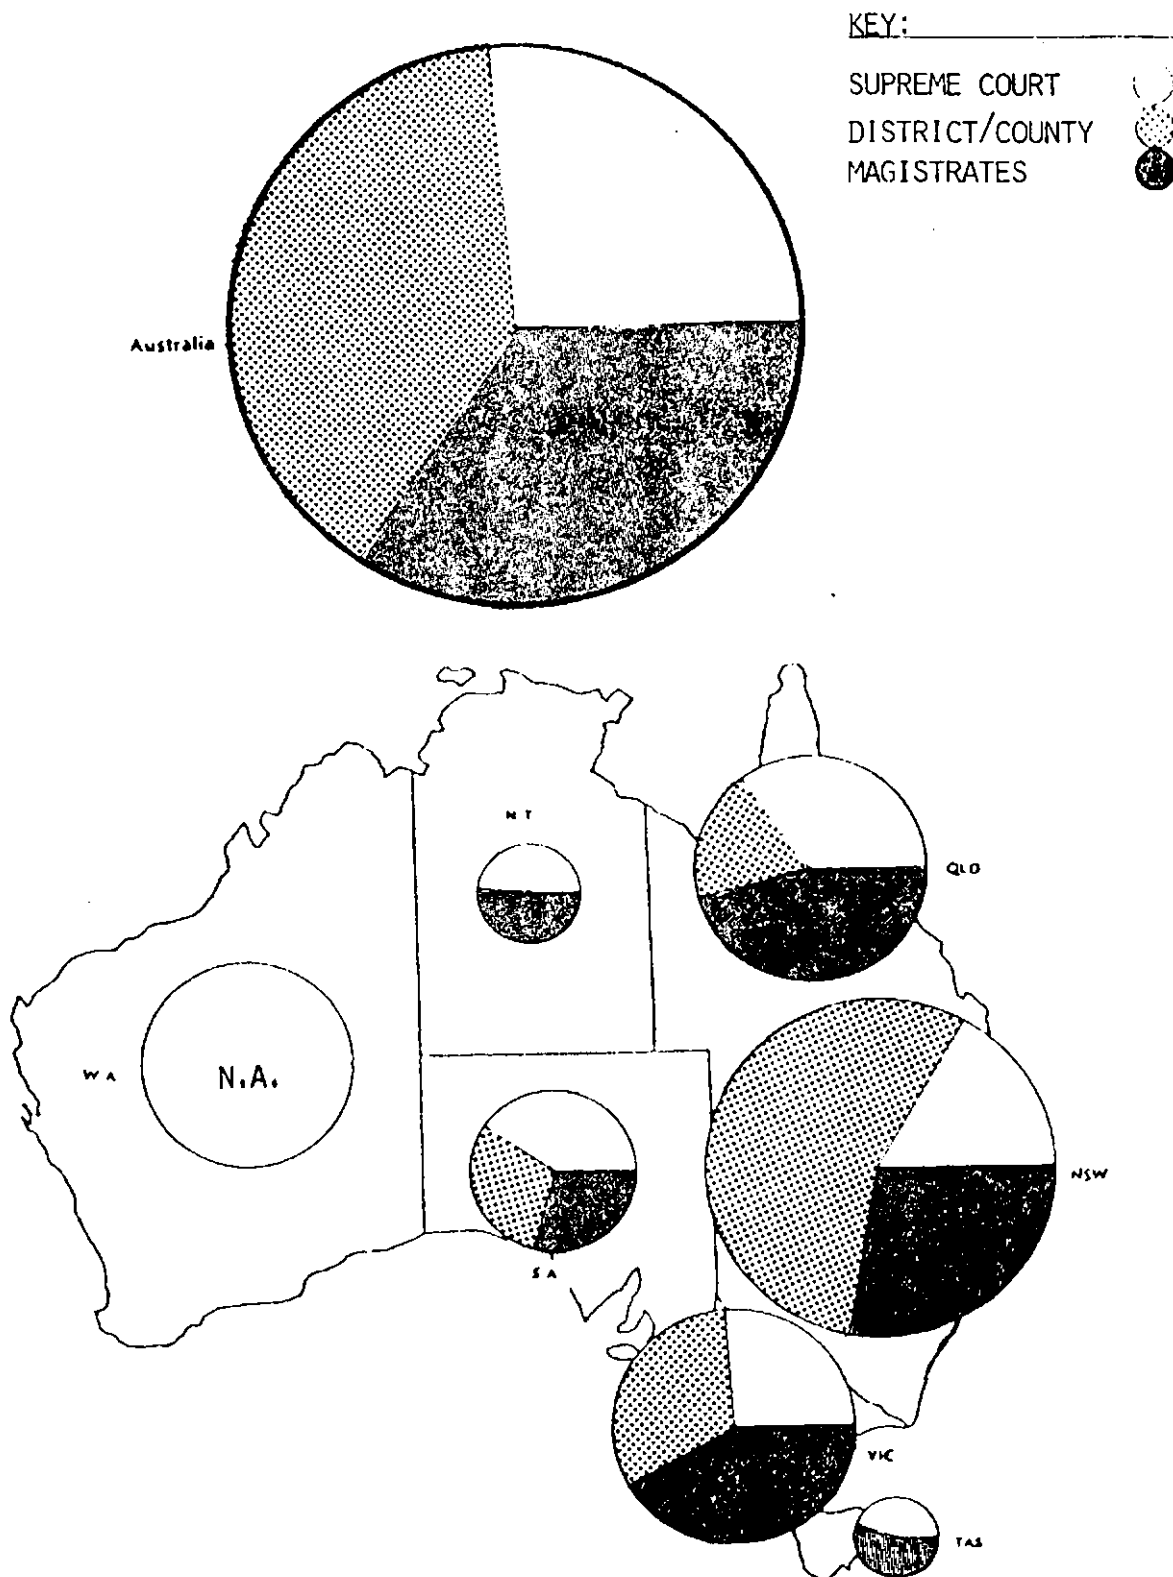 KEY:
SUPREME COURT
DISTRICT/COUNTY
MAGISTRATES
Australia
N T
QLD
W A
N.A.
NSW
S A
VIC
TAS